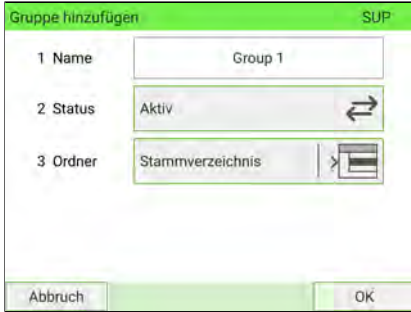 Gruppe hinzufügen SUP
1 Name Group 1
2 Status Aktiv
3 Ordner Stammverzeichnis
Abbruch OK